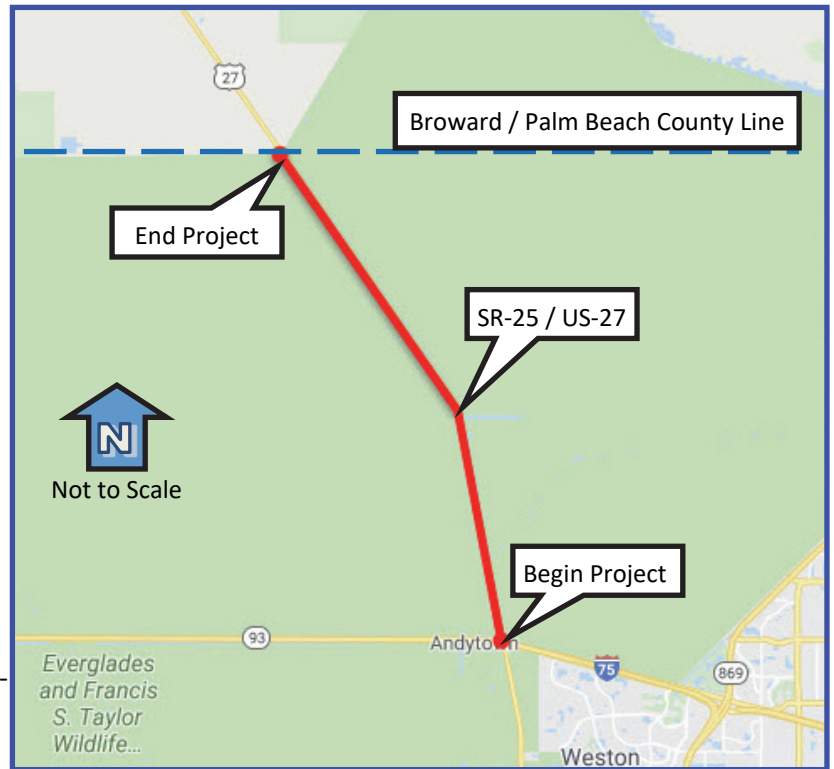 27
Broward / Palm Beach County Line
End Project
SR-25 / US-27
N
Not to Scale
Begin Project
93
Andytown
75
869
Everglades
and Francis
S. Taylor
Wildlife...
Weston